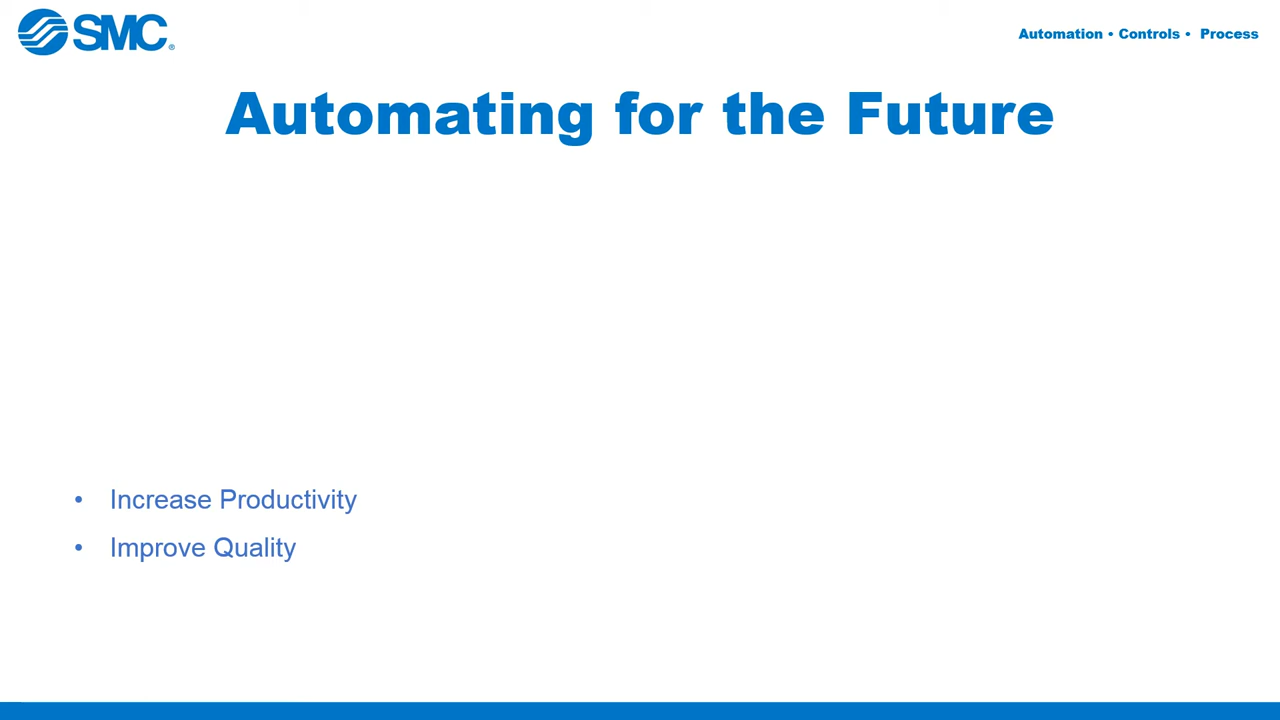 SMC®
Automation • Controls • Process
Automating for the Future
• Increase Productivity
• Improve Quality